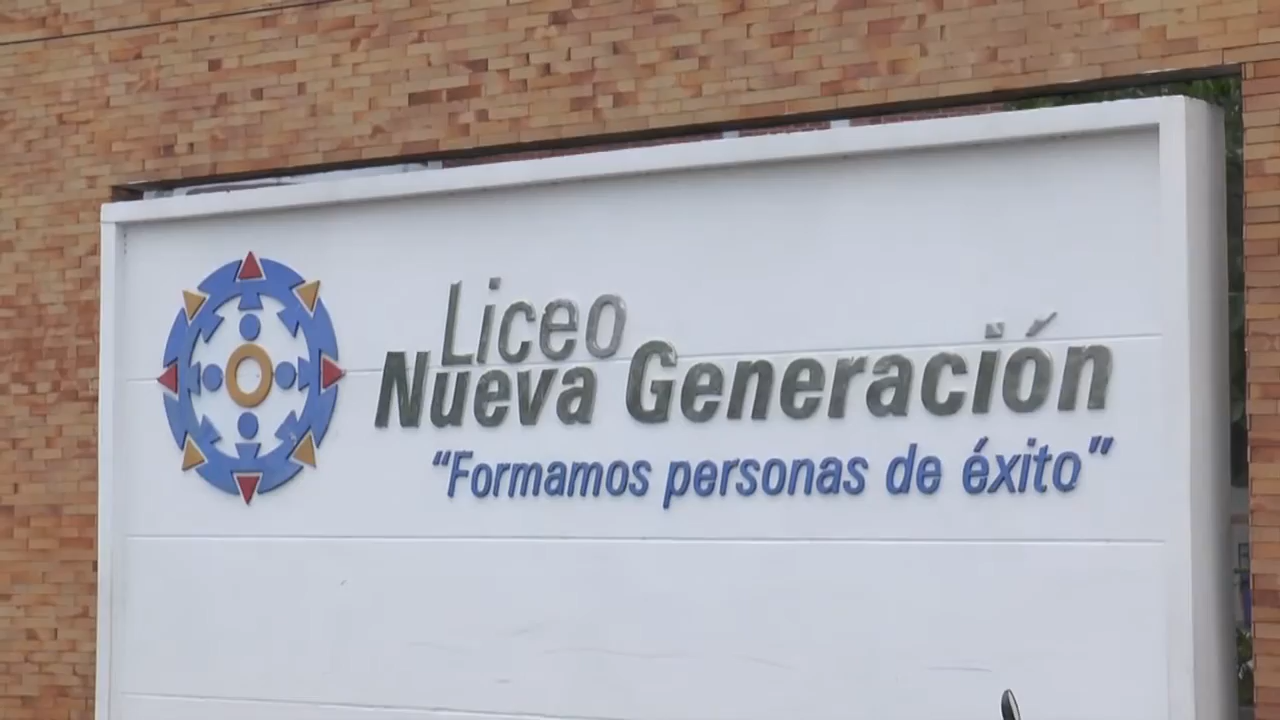 Liceo
Nueva Generación
“Formamos personas de éxito”